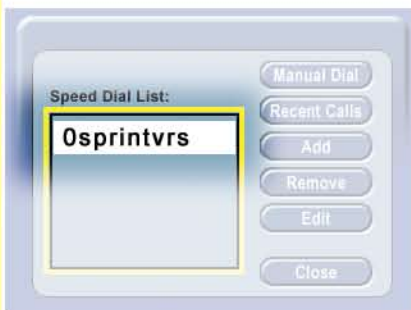 Manual Dial
Speed Dial List:
Recent Calls
0sprintvrs
Add
Remove
Edit
Close